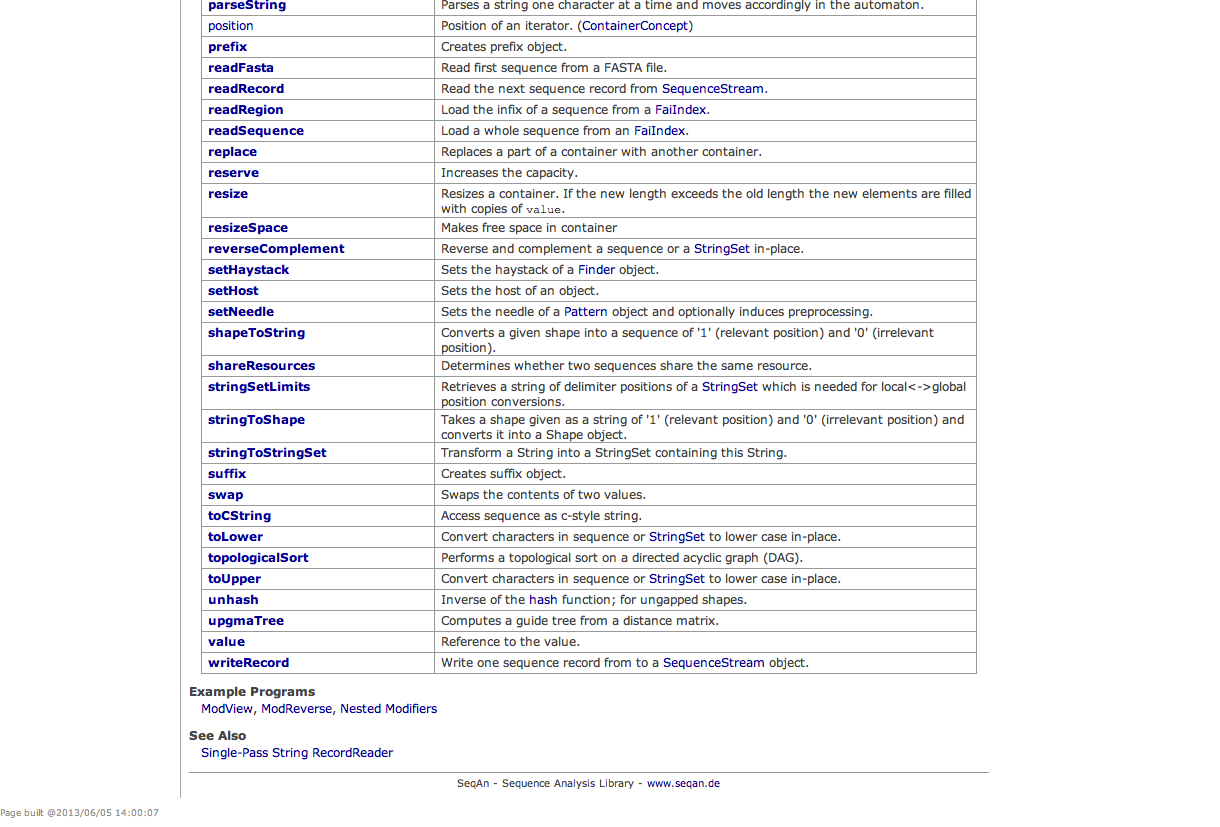 parseString Parses a string one character at a time and moves accordingly in the automaton.
position Position of an iterator. (ContainerConcept)
prefix Creates prefix object.
readFasta Read first sequence from a FASTA file.
readRecord Read the next sequence record from SequenceStream.
readRegion Load the infix of a sequence from a FaiIndex.
readSequence Load a whole sequence from an FaiIndex.
replace Replaces a part of a container with another container.
reserve Increases the capacity.
resize Resizes a container. If the new length exceeds the old length the new elements are filled
with copies of value.
resizeSpace Makes free space in container
reverseComplement Reverse and complement a sequence or a StringSet in-place.
setHaystack Sets the haystack of a Finder object.
setHost Sets the host of an object.
setNeedle Sets the needle of a Pattern object and optionally induces preprocessing.
shapeToString Converts a given shape into a sequence of '1' (relevant position) and '0' (irrelevant
position).
shareResources Determines whether two sequences share the same resource.
stringSetLimits Retrieves a string of delimiter positions of a StringSet which is needed for local<->global
position conversions.
stringToShape Takes a shape given as a string of '1' (relevant position) and '0' (irrelevant position) and
converts it into a Shape object.
stringToStringSet Transform a String into a StringSet containing this String.
suffix Creates suffix object.
swap Swaps the contents of two values.
toCString Access sequence as c-style string.
toLower Convert characters in sequence or StringSet to lower case in-place.
topologicalSort Performs a topological sort on a directed acyclic graph (DAG).
toUpper Convert characters in sequence or StringSet to lower case in-place.
unhash Inverse of the hash function; for ungapped shapes.
upgmaTree Computes a guide tree from a distance matrix.
value Reference to the value.
writeRecord Write one sequence record from to a SequenceStream object.
Example Programs
ModView, ModReverse, Nested Modifiers
See Also
Single-Pass String RecordReader
SeqAn - Sequence Analysis Library - www.seqan.de
Page built @2013/06/05 14:00:07